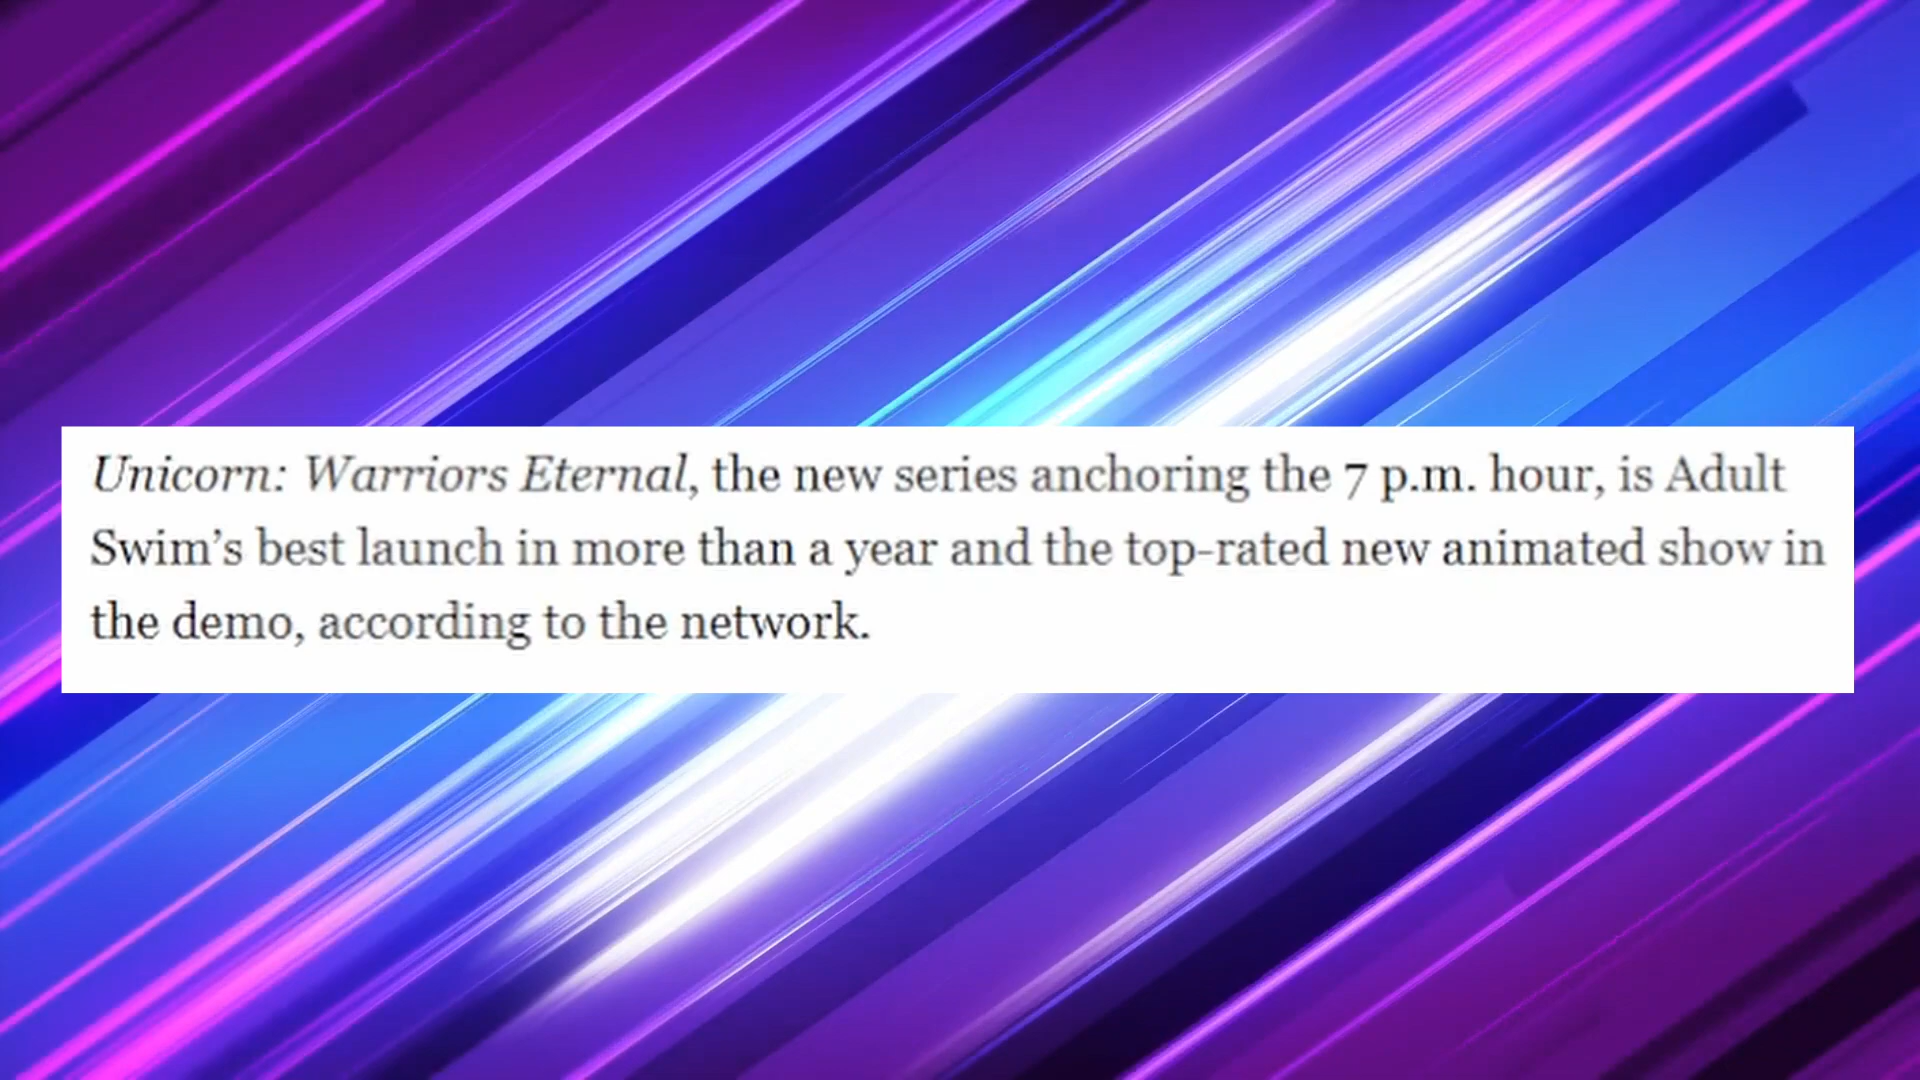 Unicorn: Warriors Eternal, the new series anchoring the 7 p.m. hour, is Adult
Swim’s best launch in more than a year and the top-rated new animated show in
the demo, according to the network.